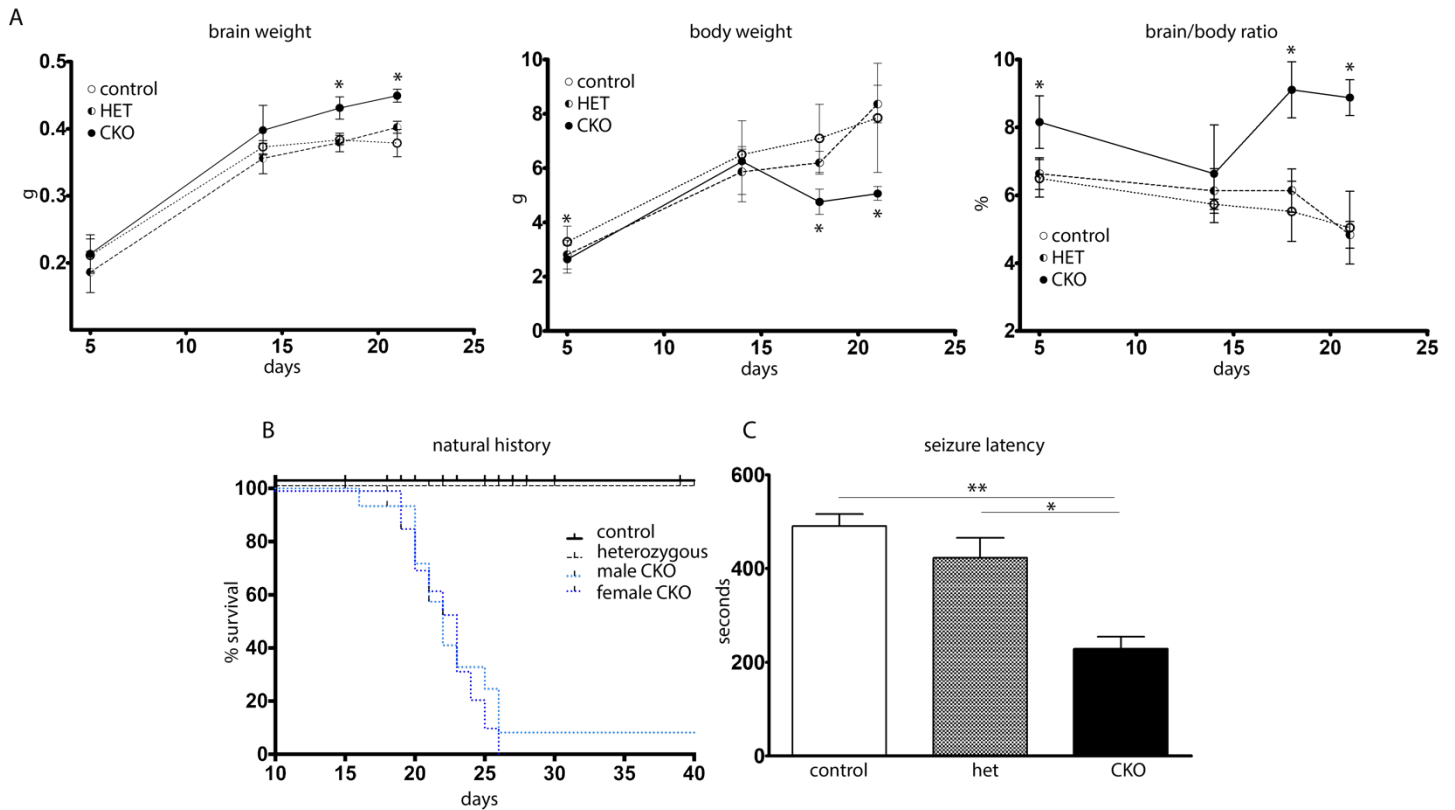 A
brain weight
0.5
0.4
0.3
0.2
g
control
HET
CKO
*
*
5
10
15
20
25
days
body weight
10
8
6
4
2
0
g
control
HET
CKO
*
*
*
5
10
15
20
25
days
brain/body ratio
10
8
6
4
2
%
*
*
*
control
HET
CKO
5
10
15
20
25
days
B
natural history
100
80
60
40
20
0
% survival
control
heterozygous
male CKO
female CKO
10
15
20
25
30
35
40
days
C
seizure latency
600
400
200
0
seconds
**
*
control
het
CKO